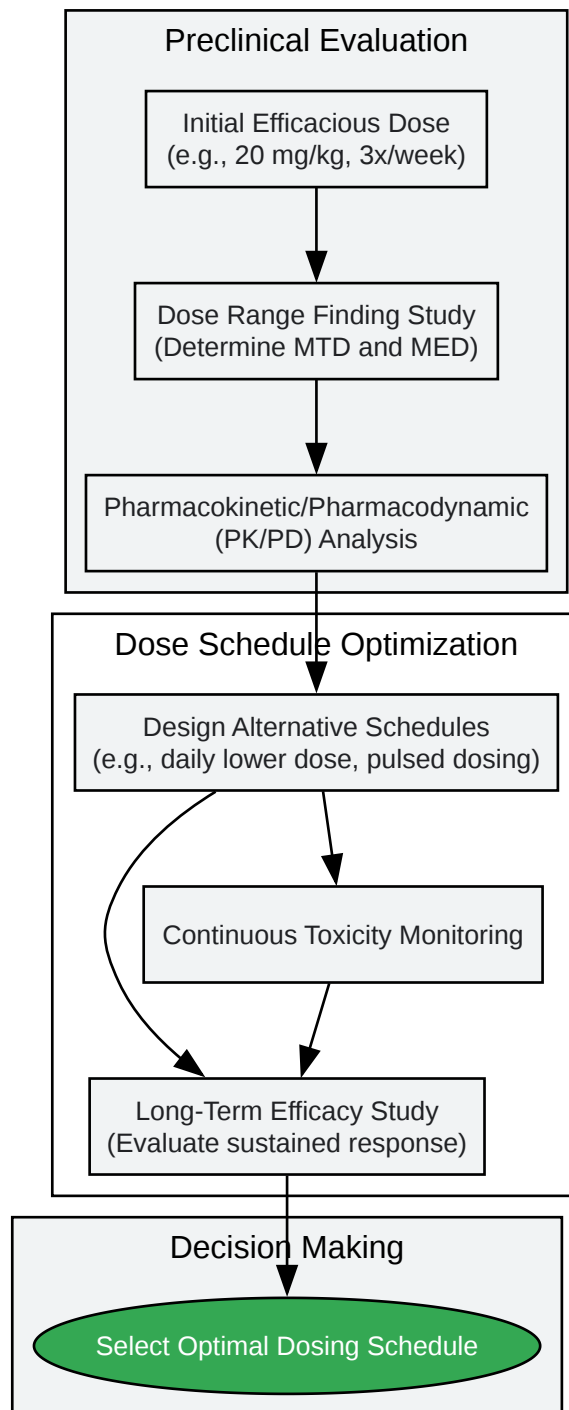 Preclinical Evaluation
Initial Efficacious Dose
(e.g., 20 mg/kg, 3x/week)
Dose Range Finding Study
(Determine MTD and MED)
Pharmacokinetic/Pharmacodynamic
(PK/PD) Analysis
Dose Schedule Optimization
Design Alternative Schedules
(e.g., daily lower dose, pulsed dosing)
Continuous Toxicity Monitoring
Long-Term Efficacy Study
(Evaluate sustained response)
Decision Making
Select Optimal Dosing Schedule